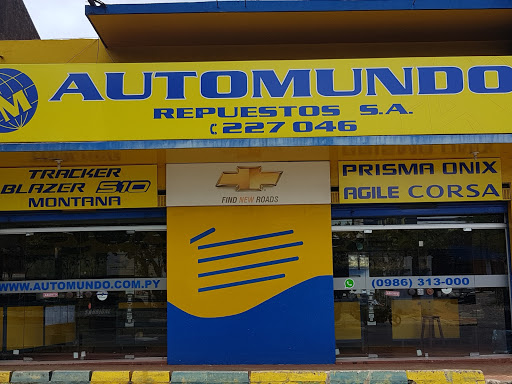 M
AUTOMUNDO
REPUESTOS S.A.
227 046
TRACKER
BLAZER S10
MONTANA
FIND NEW ROADS
PRISMA ONIX
AGILE CORSA
WWW.AUTOMUNDO.COM.PY
(0986) 313-000